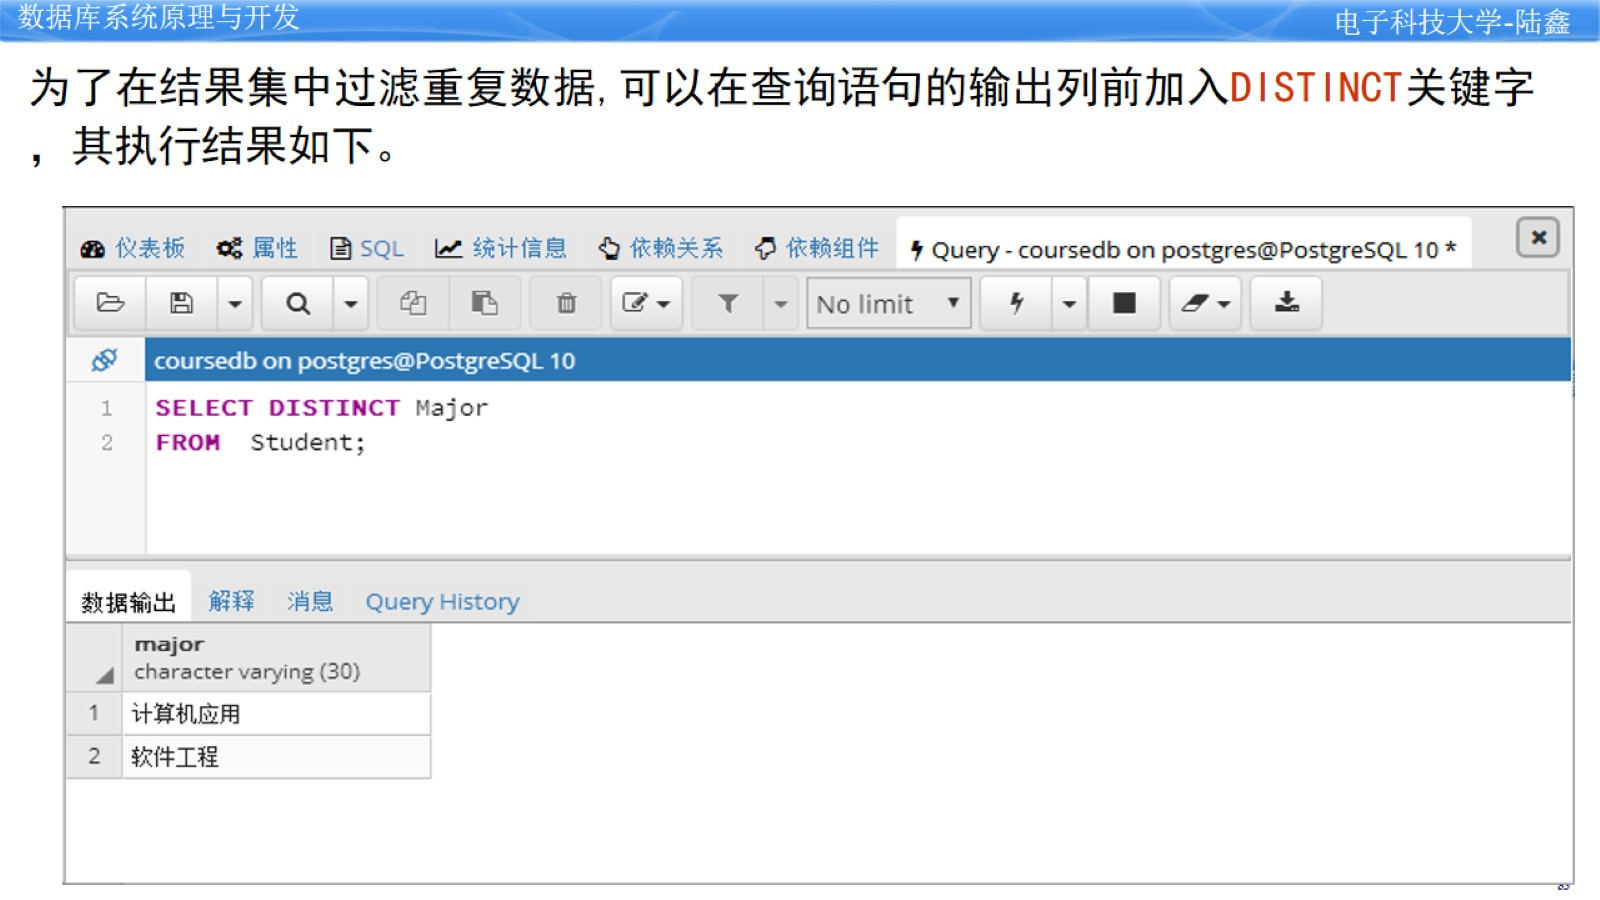 数据库系统原理与开发
电子科技大学-陆鑫
为了在结果集中过滤重复数据,可以在查询语句的输出列前加入DISTINCT关键字
，其执行结果如下。
仪表板 属性 SQL 统计信息 依赖关系 依赖组件 Query - coursedb on postgres@PostgreSQL 10 *
No limit
coursedb on postgres@PostgreSQL 10
1 SELECT DISTINCT Major
2 FROM Student;
数据输出 解释 消息 Query History
major
character varying (30)
1 计算机应用
2 软件工程